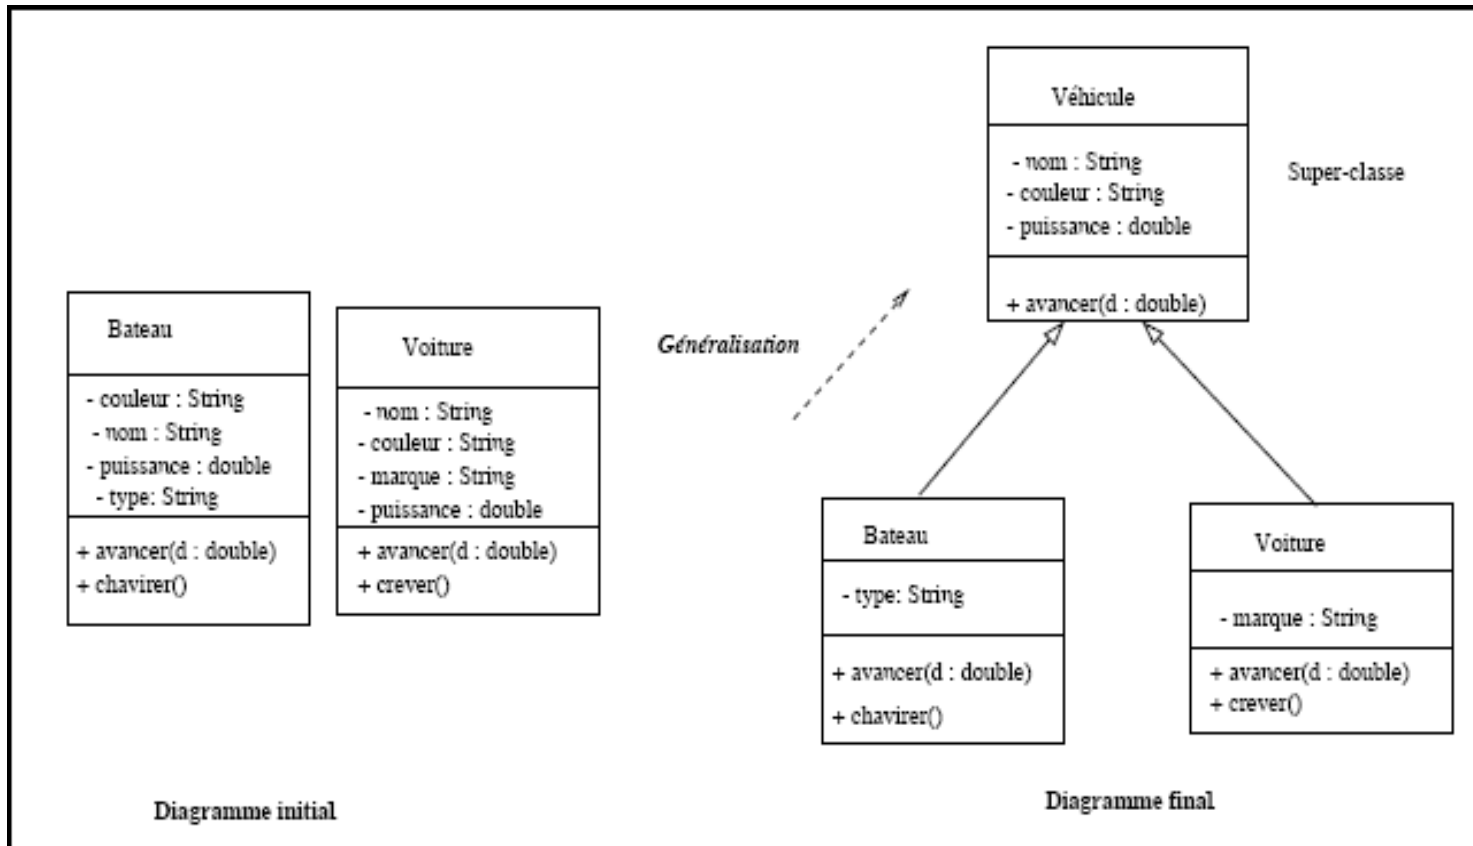 Bateau
- couleur : String
- nom : String
- puissance : double
- type: String
+ avancer(d : double)
+ chavirer()
Voiture
- nom : String
- couleur : String
- marque : String
- puissance : double
+ avancer(d : double)
+ crever()
Diagramme initial
Généralisation
Véhicule
- nom : String
- couleur : String
- puissance : double
+ avancer(d : double)
Super-classe
Bateau
- type: String
+ avancer(d : double)
+ chavirer()
Voiture
- marque : String
+ avancer(d : double)
+ crever()
Diagramme final